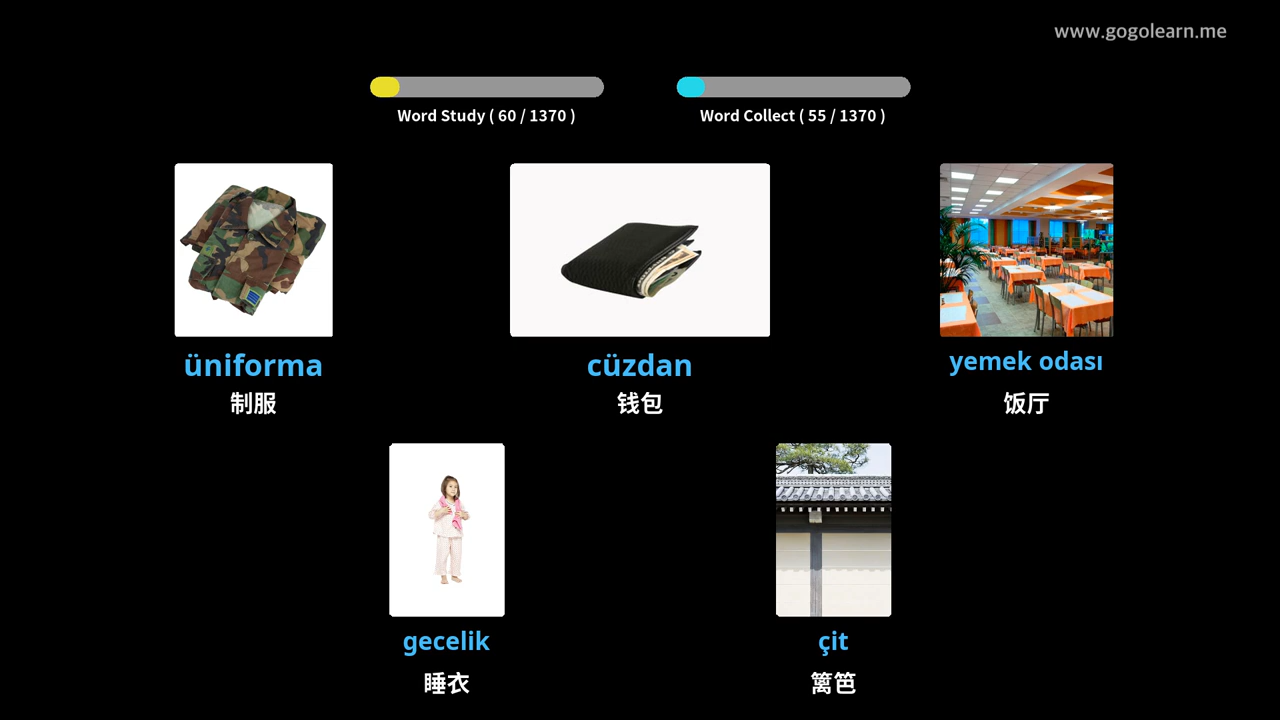 www.gogolearn.me
Word Study ( 60 / 1370 )
Word Collect ( 55 / 1370 )
üniforma
制服
cüzdan
钱包
yemek odası
饭厅
gecelik
睡衣
çit
篱笆